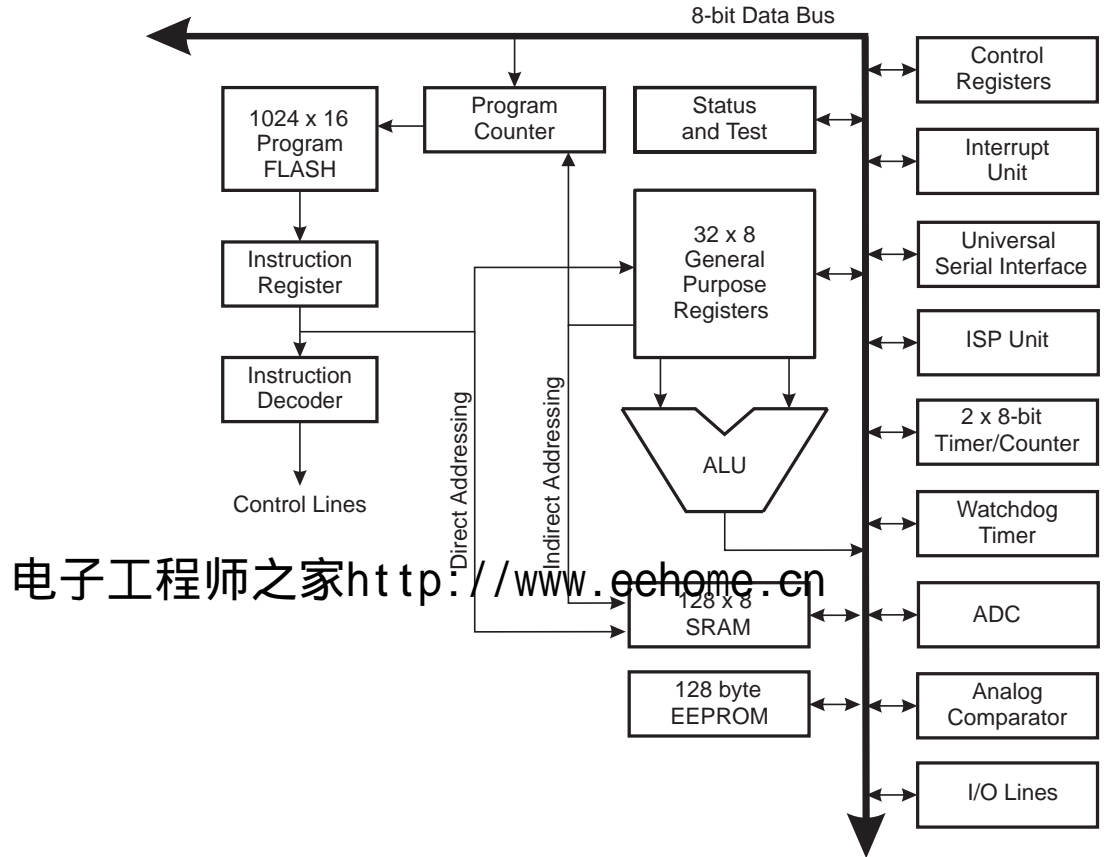 8-bit Data Bus
1024 x 16
Program
FLASH
Program
Counter
Status
and Test
Control
Registers
Interrupt
Unit
Instruction
Register
32 x 8
General
Purpose
Registers
Universal
Serial Interface
ISP Unit
Instruction
Decoder
Control Lines
Direct Addressing
Indirect Addressing
ALU
2 x 8-bit
Timer/Counter
Watchdog
Timer
电子工程师之家http://www.eehome.cn
128 x 8
SRAM
ADC
128 byte
EEPROM
Analog
Comparator
I/O Lines